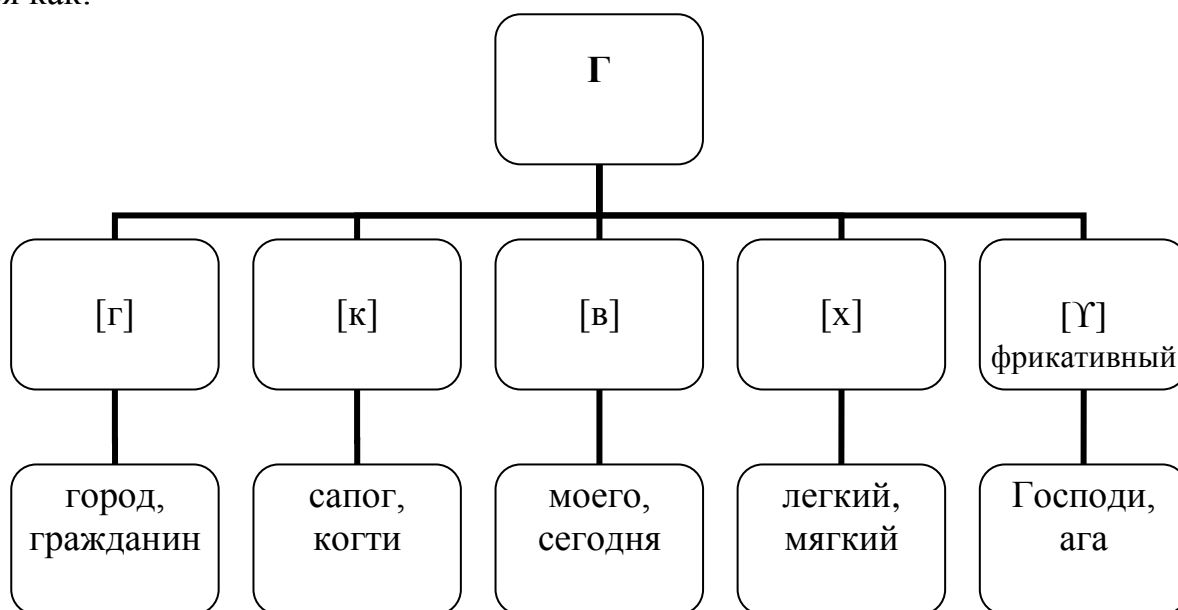 как:
Г
[г]
[к]
[в]
[х]
[ϒ]
фрикативный
город,
гражданин
сапог,
когти
моего,
сегодня
легкий,
мягкий
Господи,
ага